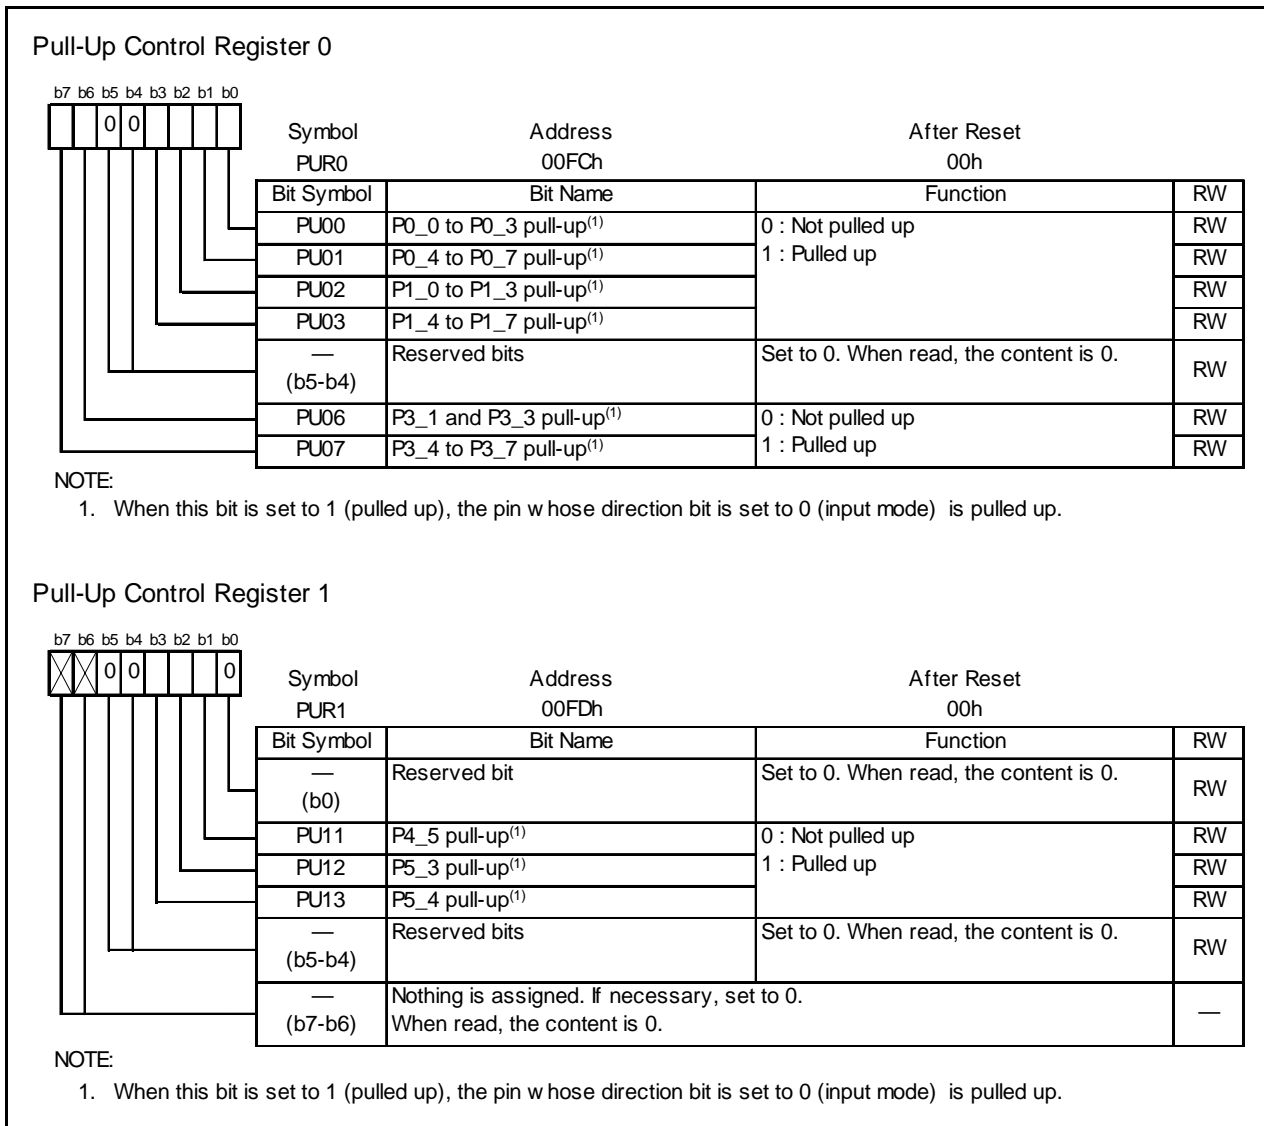 Pull-Up Control Register 0
b7 b6 b5 b4 b3 b2 b1 b0
0 0
Symbol Address After Reset
PUR0 00FCh 00h
Bit Symbol Bit Name Function RW
PU00 P0_0 to P0_3 pull-up(1) 0 : Not pulled up RW
PU01 P0_4 to P0_7 pull-up(1) 1 : Pulled up RW
PU02 P1_0 to P1_3 pull-up(1) RW
PU03 P1_4 to P1_7 pull-up(1) RW
— Reserved bits Set to 0. When read, the content is 0. RW
(b5-b4)
PU06 P3_1 and P3_3 pull-up(1) 0 : Not pulled up RW
PU07 P3_4 to P3_7 pull-up(1) 1 : Pulled up RW
NOTE:
1. When this bit is set to 1 (pulled up), the pin whose direction bit is set to 0 (input mode) is pulled up.
Pull-Up Control Register 1
b7 b6 b5 b4 b3 b2 b1 b0
0 0 0
Symbol Address After Reset
PUR1 00FDh 00h
Bit Symbol Bit Name Function RW
— Reserved bit Set to 0. When read, the content is 0. RW
(b0)
PU11 P4_5 pull-up(1) 0 : Not pulled up RW
PU12 P5_3 pull-up(1) 1 : Pulled up RW
PU13 P5_4 pull-up(1) RW
— Reserved bits Set to 0. When read, the content is 0. RW
(b5-b4)
— Nothing is assigned. If necessary, set to 0. —
(b7-b6) When read, the content is 0.
NOTE:
1. When this bit is set to 1 (pulled up), the pin whose direction bit is set to 0 (input mode) is pulled up.